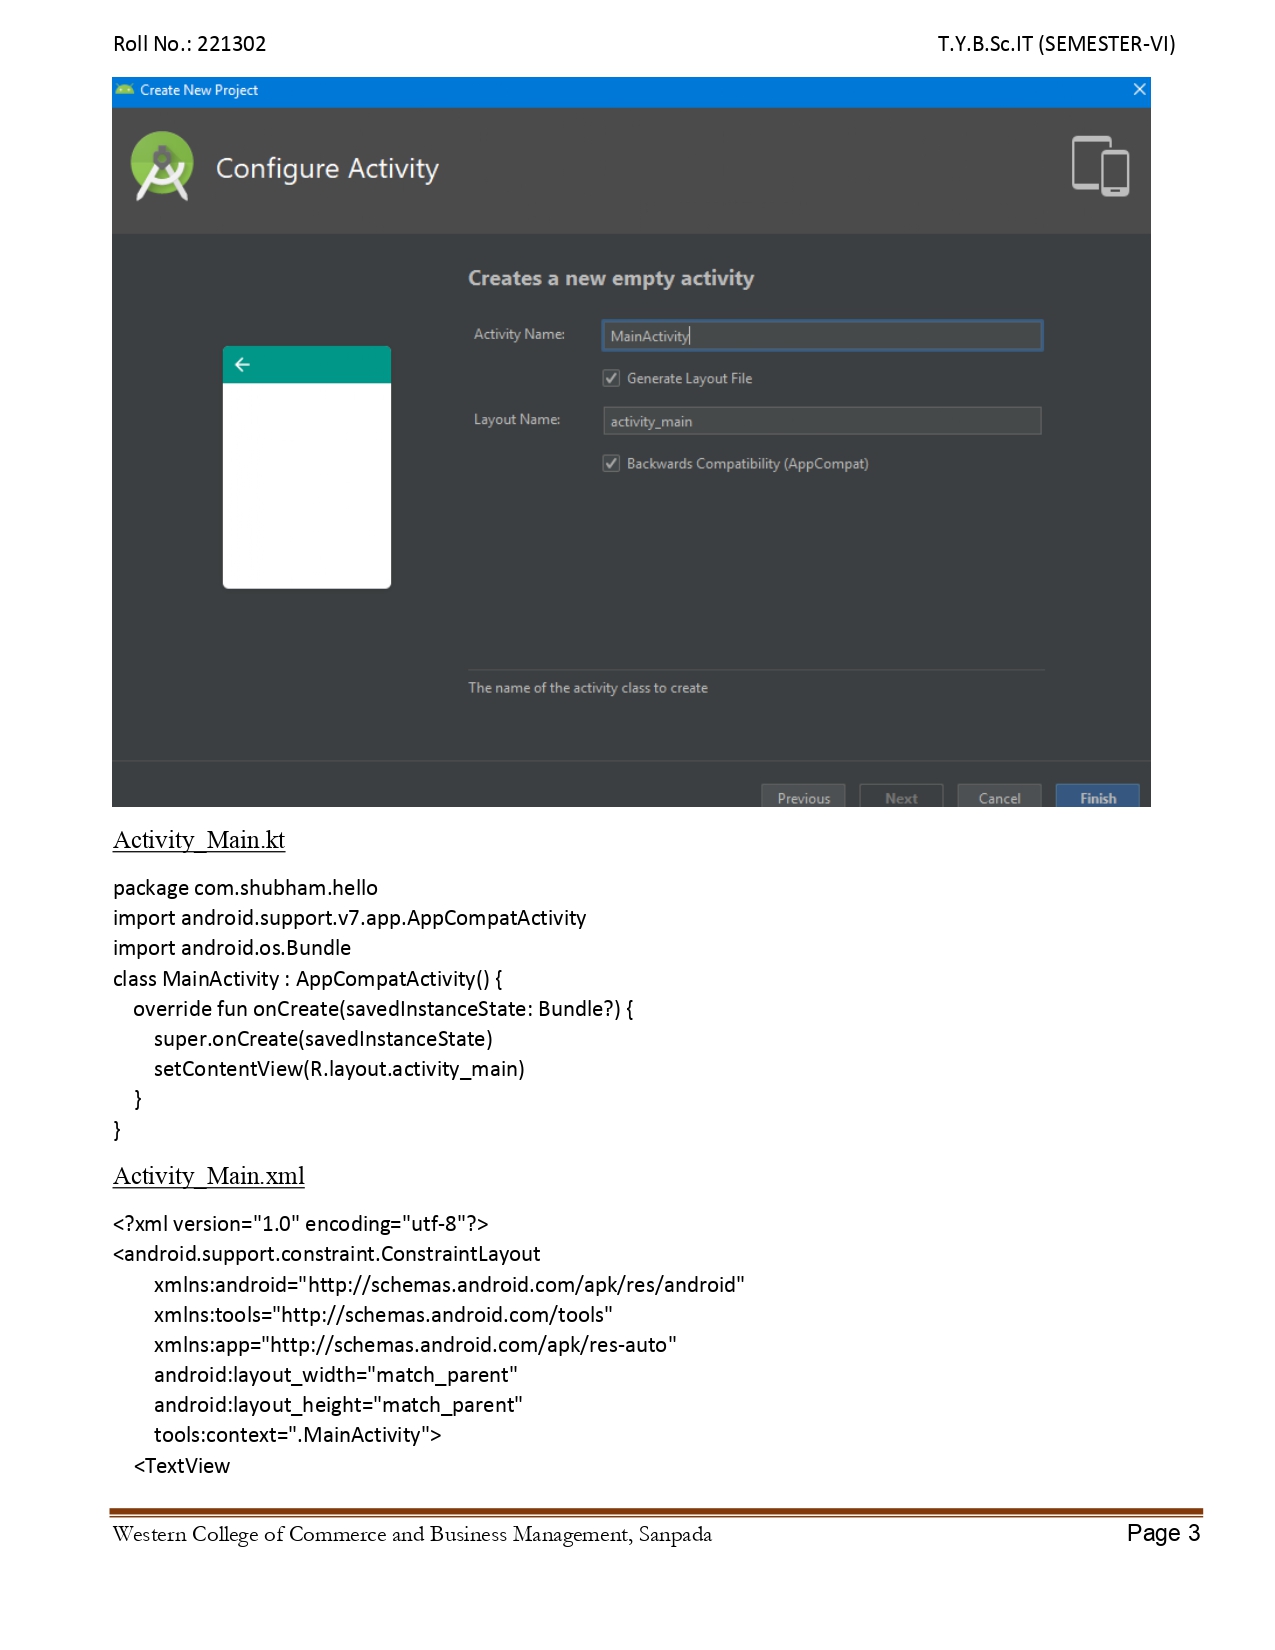 Roll No.: 221302 T.Y.B.Sc.IT (SEMESTER-VI)
Create New Project
Configure Activity
Creates a new empty activity
Activity Name: MainActivity
Generate Layout File
Layout Name: activity_main
Backwards Compatibility (AppCompat)
The name of the activity class to create
Previous Next Cancel Finish
Activity_Main.kt
package com.shubham.hello
import android.support.v7.app.AppCompatActivity
import android.os.Bundle
class MainActivity : AppCompatActivity() {
override fun onCreate(savedInstanceState: Bundle?) {
super.onCreate(savedInstanceState)
setContentView(R.layout.activity_main)
}
}
Activity_Main.xml
<?xml version="1.0" encoding="utf-8"?>
<android.support.constraint.ConstraintLayout
xmlns:android="http://schemas.android.com/apk/res/android"
xmlns:tools="http://schemas.android.com/tools"
xmlns:app="http://schemas.android.com/apk/res-auto"
android:layout_width="match_parent"
android:layout_height="match_parent"
tools:context=".MainActivity">
<TextView
Western College of Commerce and Business Management, Sanpada Page 3